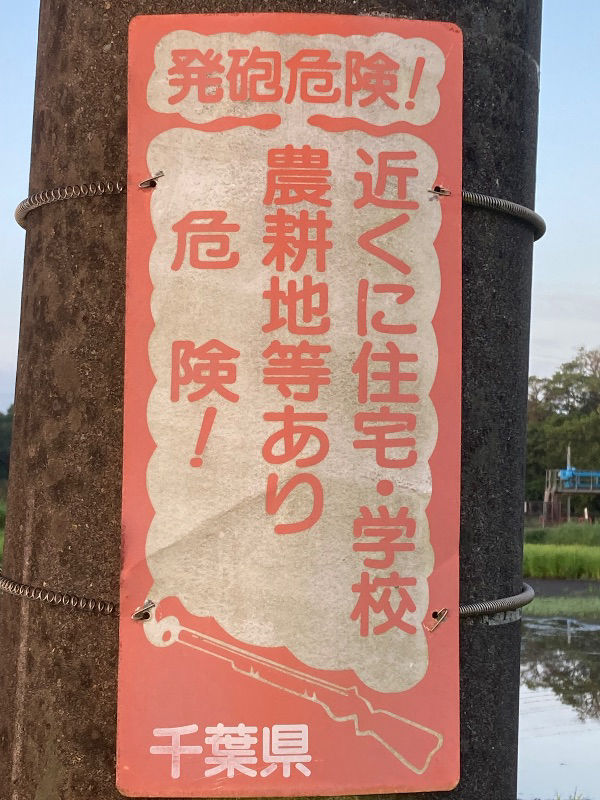 発砲危険!
近くに住宅・学校
農耕地等あり
危険!
千葉県